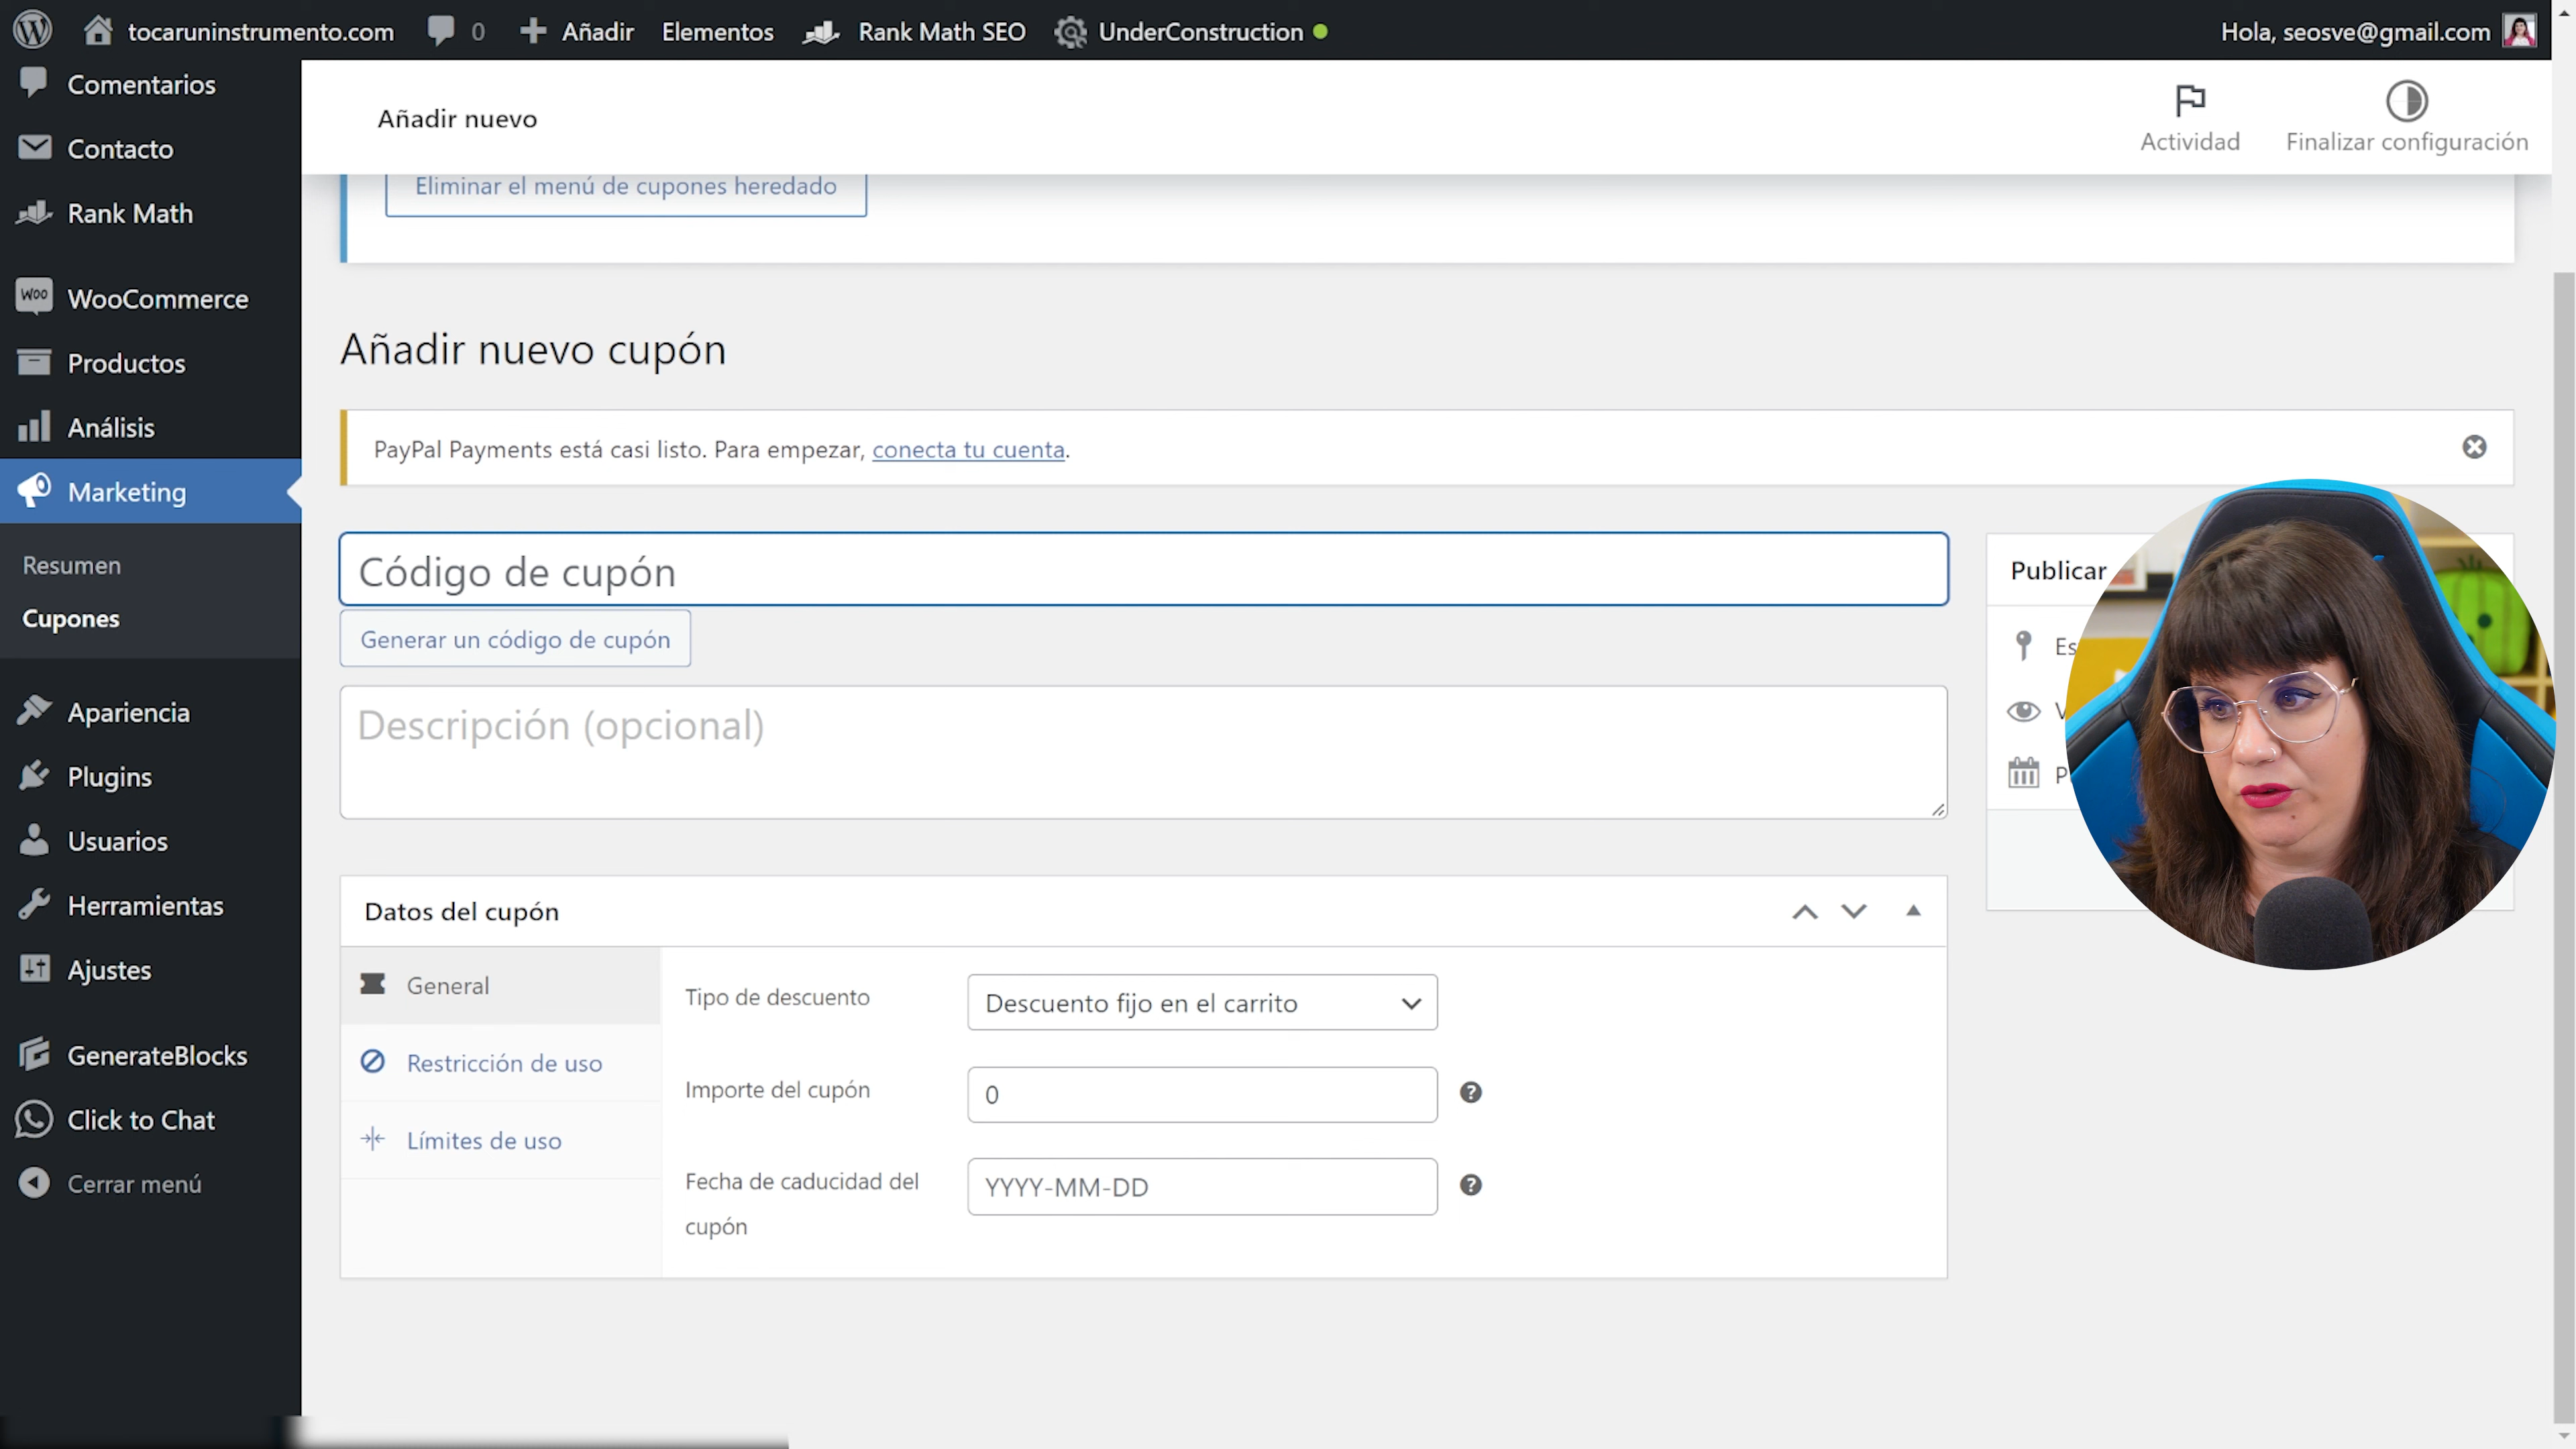 tocaruninstrumento.com
0
Añadir
Elementos
Rank Math SEO
UnderConstruction
Hola, seosve@gmail.com
Comentarios
Contacto
Rank Math
WOO
WooCommerce
Productos
Análisis
Marketing
Resumen
Cupones
Apariencia
Plugins
Usuarios
Herramientas
Ajustes
GenerateBlocks
Click to Chat
Cerrar menú
Añadir nuevo
Actividad
Finalizar configuración
Eliminar el menú de cupones heredado
Añadir nuevo cupón
PayPal Payments está casi listo. Para empezar, conecta tu cuenta.
Código de cupón
Generar un código de cupón
Descripción (opcional)
Publicar
Es
V
P
Datos del cupón
General
Restricción de uso
Límites de uso
Tipo de descuento
Descuento fijo en el carrito
Importe del cupón
0
Fecha de caducidad del
cupón
YYYY-MM-DD